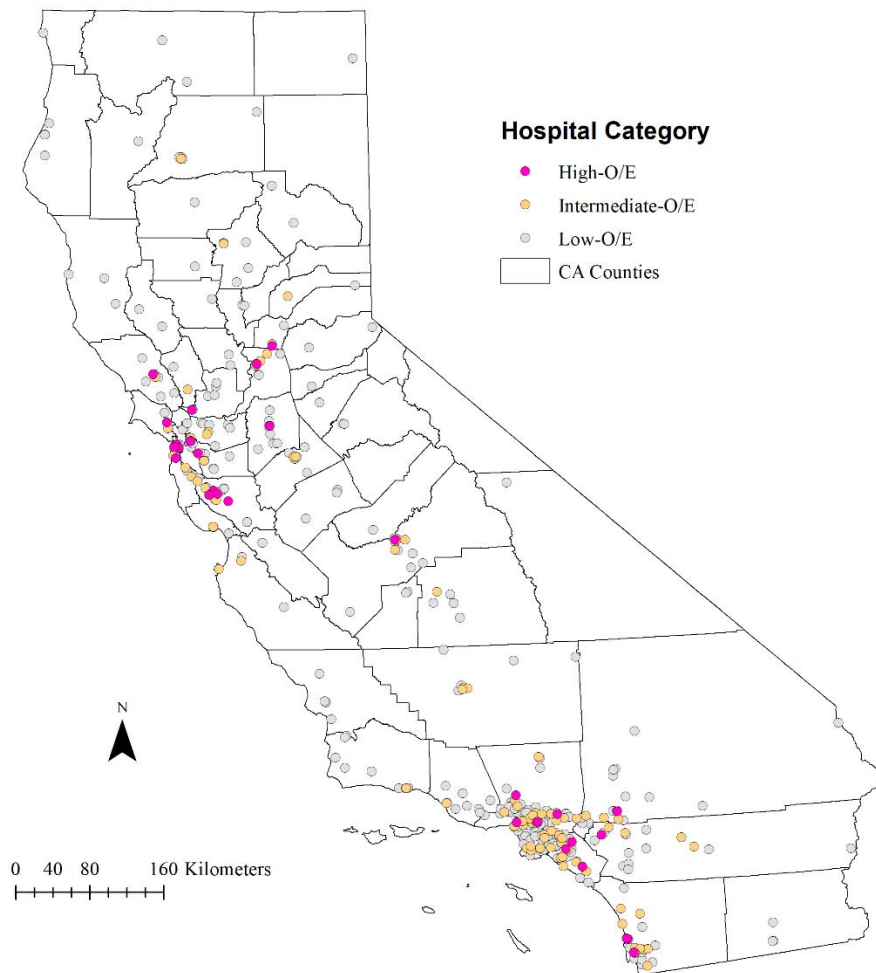 Hospital Category
High-O/E
Intermediate-O/E
Low-O/E
CA Counties
N
0 40 80 160 Kilometers